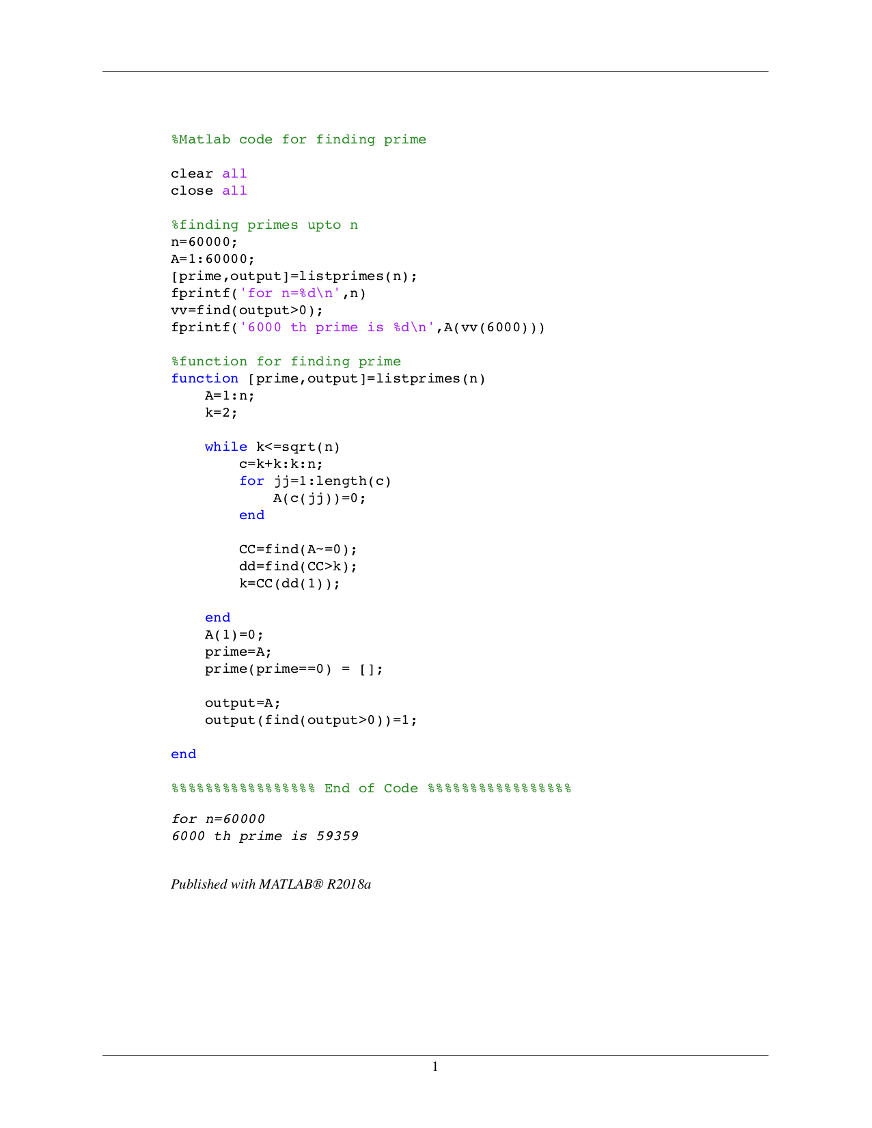 %Matlab code for finding prime
clear all
close all
%finding primes upto n
n=60000;
A=1:60000;
[prime,output]=listprimes(n);
fprintf('for n=%d\n',n)
vv=find(output>0);
fprintf('6000 th prime is %d\n',A(vv(6000)))
%function for finding prime
function [prime,output]=listprimes(n)
    A=1:n;
    k=2;
    while k<=sqrt(n)
        c=k+k:k:n;
        for jj=1:length(c)
            A(c(jj))=0;
        end
        CC=find(A~=0);
        dd=find(CC>k);
        k=CC(dd(1));
    end
    A(1)=0;
    prime=A;
    prime(prime==0) = [];
    output=A;
    output(find(output>0))=1;
end
%%%%%%%%%%%%%%%%% End of Code %%%%%%%%%%%%%%%%%
for n=60000
6000 th prime is 59359
Published with MATLAB® R2018a
1